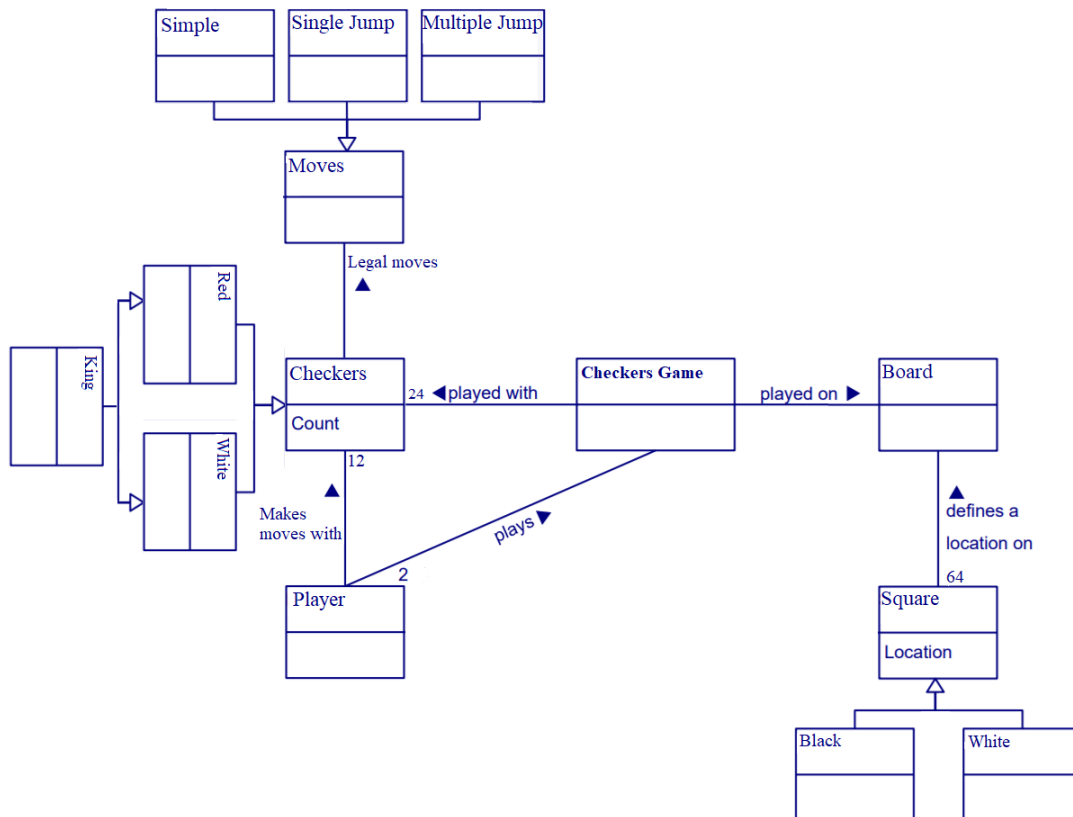 Simple
Single Jump
Multiple Jump
Moves
Legal moves
Red
King
White
Checkers
Count
24
played with
Checkers Game
played on
Board
12
Makes
moves with
plays
2
Player
defines a
location on
64
Square
Location
Black
White